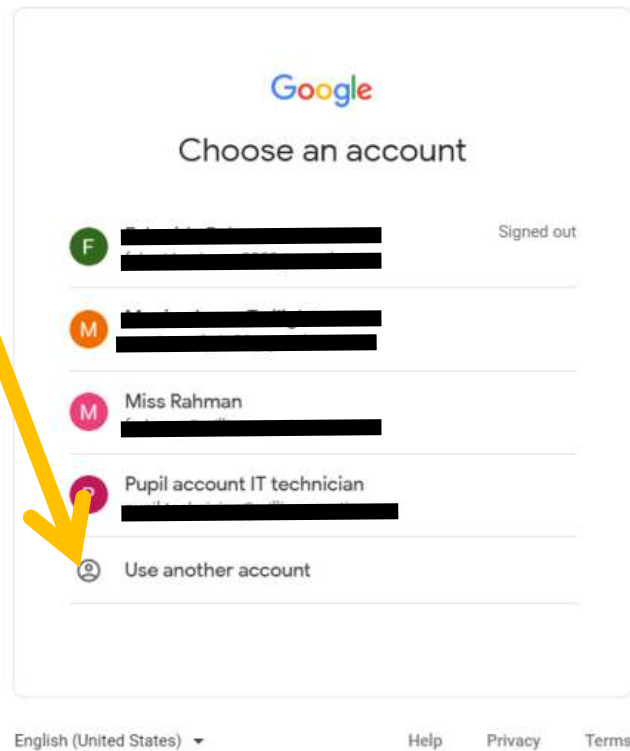 Google
Choose an account
F
Signed out
M
M
Miss Rahman
Pupil account IT technician
Use another account
English (United States)
Help Privacy Terms